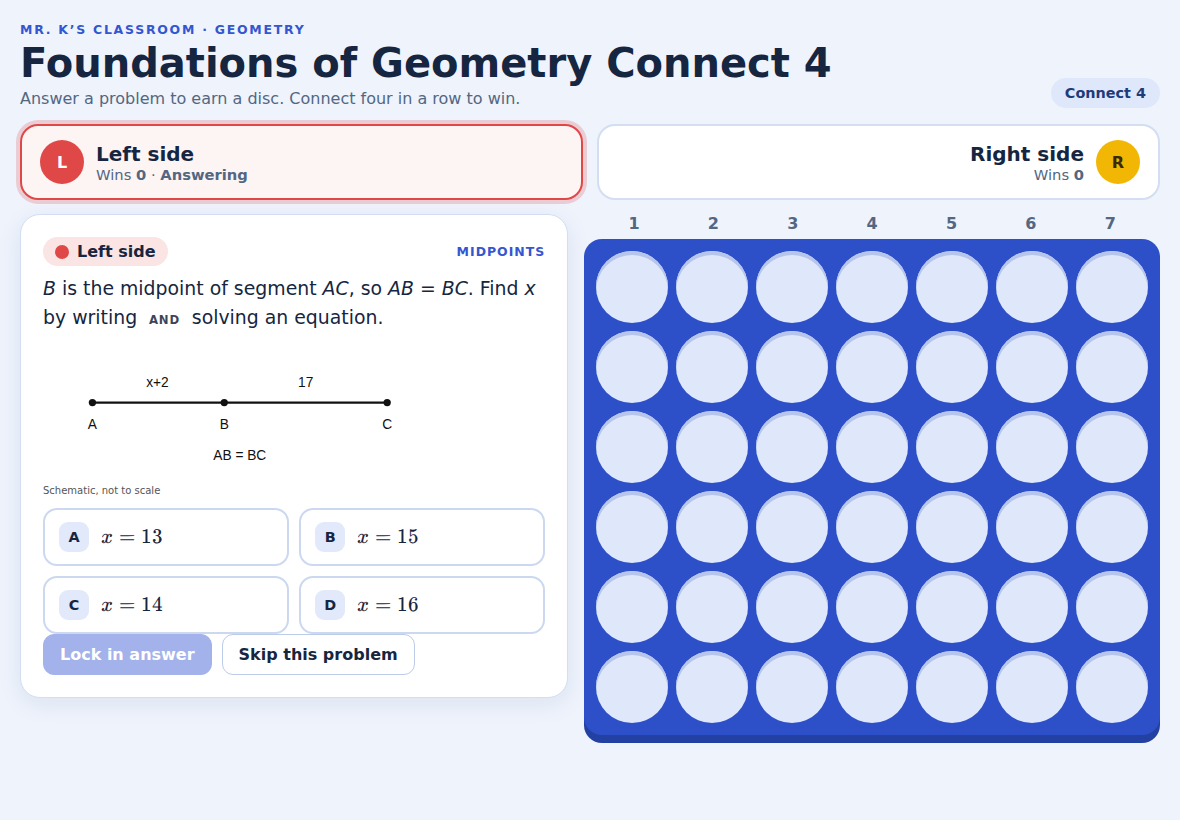 MR. K'S CLASSROOM · GEOMETRY
Foundations of Geometry Connect 4
Answer a problem to earn a disc. Connect four in a row to win.
Connect 4
L
Left side
Wins 0 · Answering
Right side
Wins 0
R
Left side
MIDPOINTS
B is the midpoint of segment AC, so AB = BC. Find x
by writing AND solving an equation.
x+2
17
A
B
C
AB = BC
Schematic, not to scale
A x = 13
B x = 15
C x = 14
D x = 16
Lock in answer
Skip this problem
1 2 3 4 5 6 7